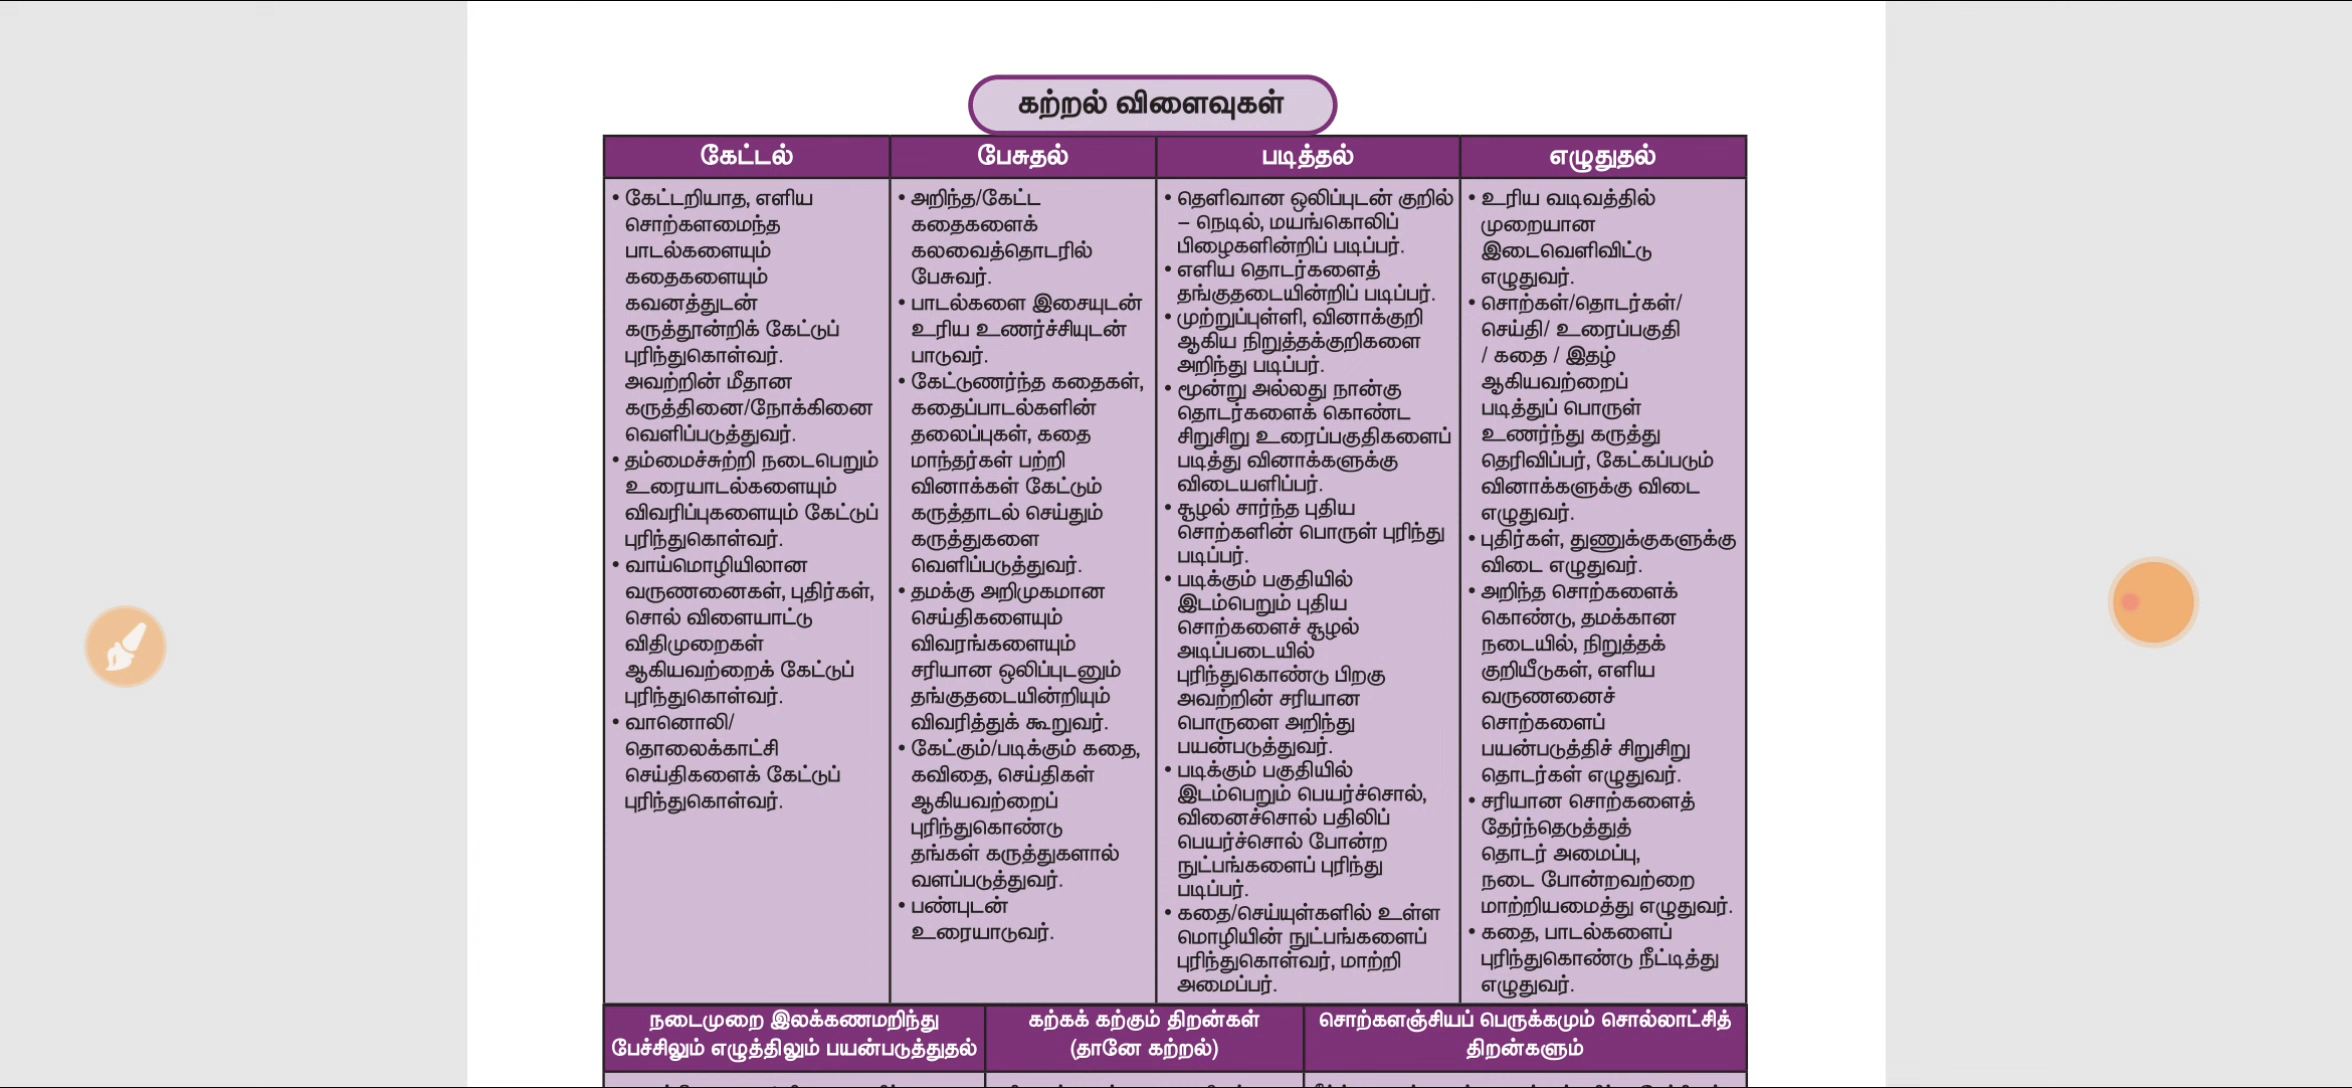 கற்றல் விளைவுகள்
கேட்டல்
• கேட்டறியாத, எளிய
சொற்களமைந்த
பாடல்களையும்
கதைகளையும்
கவனத்துடன்
கருத்தூன்றிக் கேட்டுப்
புரிந்துகொள்வர்.
அவற்றின் மீதான
கருத்தினை/நோக்கினை
வெளிப்படுத்துவர்.
• தம்மைச்சுற்றி நடைபெறும்
உரையாடல்களையும்
விவரிப்புகளையும் கேட்டுப்
புரிந்துகொள்வர்.
• வாய்மொழியிலான
வருணனைகள், புதிர்கள்,
சொல் விளையாட்டு
விதிமுறைகள்
ஆகியவற்றைக் கேட்டுப்
புரிந்துகொள்வர்.
• வானொலி/
தொலைக்காட்சி
செய்திகளைக் கேட்டுப்
புரிந்துகொள்வர்.
பேசுதல்
• அறிந்த/கேட்ட
கதைகளைக்
கலவைத்தொடரில்
பேசுவர்.
• பாடல்களை இசையுடன்
உரிய உணர்ச்சியுடன்
பாடுவர்.
• கேட்டுணர்ந்த கதைகள்,
கதைப்பாடல்களின்
தலைப்புகள், கதை
மாந்தர்கள் பற்றி
வினாக்கள் கேட்டும்
கருத்தாடல் செய்தும்
கருத்துகளை
வெளிப்படுத்துவர்.
• தமக்கு அறிமுகமான
செய்திகளையும்
விவரங்களையும்
சரியான ஒலிப்புடனும்
தங்குதடையின்றியும்
விவரித்துக் கூறுவர்.
• கேட்கும்/படிக்கும் கதை,
கவிதை, செய்திகள்
ஆகியவற்றைப்
புரிந்துகொண்டு
தங்கள் கருத்துகளால்
வளப்படுத்துவர்.
• பண்புடன்
உரையாடுவர்.
படித்தல்
• தெளிவான ஒலிப்புடன் குறில்
– நெடில், மயங்கொலிப்
பிழைகளின்றிப் படிப்பர்.
• எளிய தொடர்களைத்
தங்குதடையின்றிப் படிப்பர்.
• முற்றுப்புள்ளி, வினாக்குறி
ஆகிய நிறுத்தக்குறிகளை
அறிந்து படிப்பர்.
• மூன்று அல்லது நான்கு
தொடர்களைக் கொண்ட
சிறுசிறு உரைப்பகுதிகளைப்
படித்து வினாக்களுக்கு
விடையளிப்பர்.
• சூழல் சார்ந்த புதிய
சொற்களின் பொருள் புரிந்து
படிப்பர்.
• படிக்கும் பகுதியில்
இடம்பெறும் புதிய
சொற்களைச் சூழல்
அடிப்படையில்
புரிந்துகொண்டு பிறகு
அவற்றின் சரியான
பொருளை அறிந்து
பயன்படுத்துவர்.
• படிக்கும் பகுதியில்
இடம்பெறும் பெயர்ச்சொல்,
வினைச்சொல் பதிலிப்
பெயர்ச்சொல் போன்ற
நுட்பங்களைப் புரிந்து
படிப்பர்.
• கதை/செய்யுள்களில் உள்ள
மொழியின் நுட்பங்களைப்
புரிந்துகொள்வர், மாற்றி
அமைப்பர்.
எழுதுதல்
• உரிய வடிவத்தில்
முறையான
இடைவெளிவிட்டு
எழுதுவர்.
• சொற்கள்/தொடர்கள்/
செய்தி/ உரைப்பகுதி
/ கதை / இதழ்
ஆகியவற்றைப்
படித்துப் பொருள்
உணர்ந்து கருத்து
தெரிவிப்பர், கேட்கப்படும்
வினாக்களுக்கு விடை
எழுதுவர்.
• புதிர்கள், துணுக்குகளுக்கு
விடை எழுதுவர்.
• அறிந்த சொற்களைக்
கொண்டு, தமக்கான
நடையில், நிறுத்தக்
குறியீடுகள், எளிய
வருணனைச்
சொற்களைப்
பயன்படுத்திச் சிறுசிறு
தொடர்கள் எழுதுவர்.
• சரியான சொற்களைத்
தேர்ந்தெடுத்துத்
தொடர் அமைப்பு,
நடை போன்றவற்றை
மாற்றியமைத்து எழுதுவர்.
• கதை, பாடல்களைப்
புரிந்துகொண்டு நீட்டித்து
எழுதுவர்.
நடைமுறை இலக்கணமறிந்து
பேச்சிலும் எழுத்திலும் பயன்படுத்துதல்
கற்கக் கற்கும் திறன்கள்
(தானே கற்றல்)
சொற்களஞ்சியப் பெருக்கமும் சொல்லாட்சித்
திறன்களும்